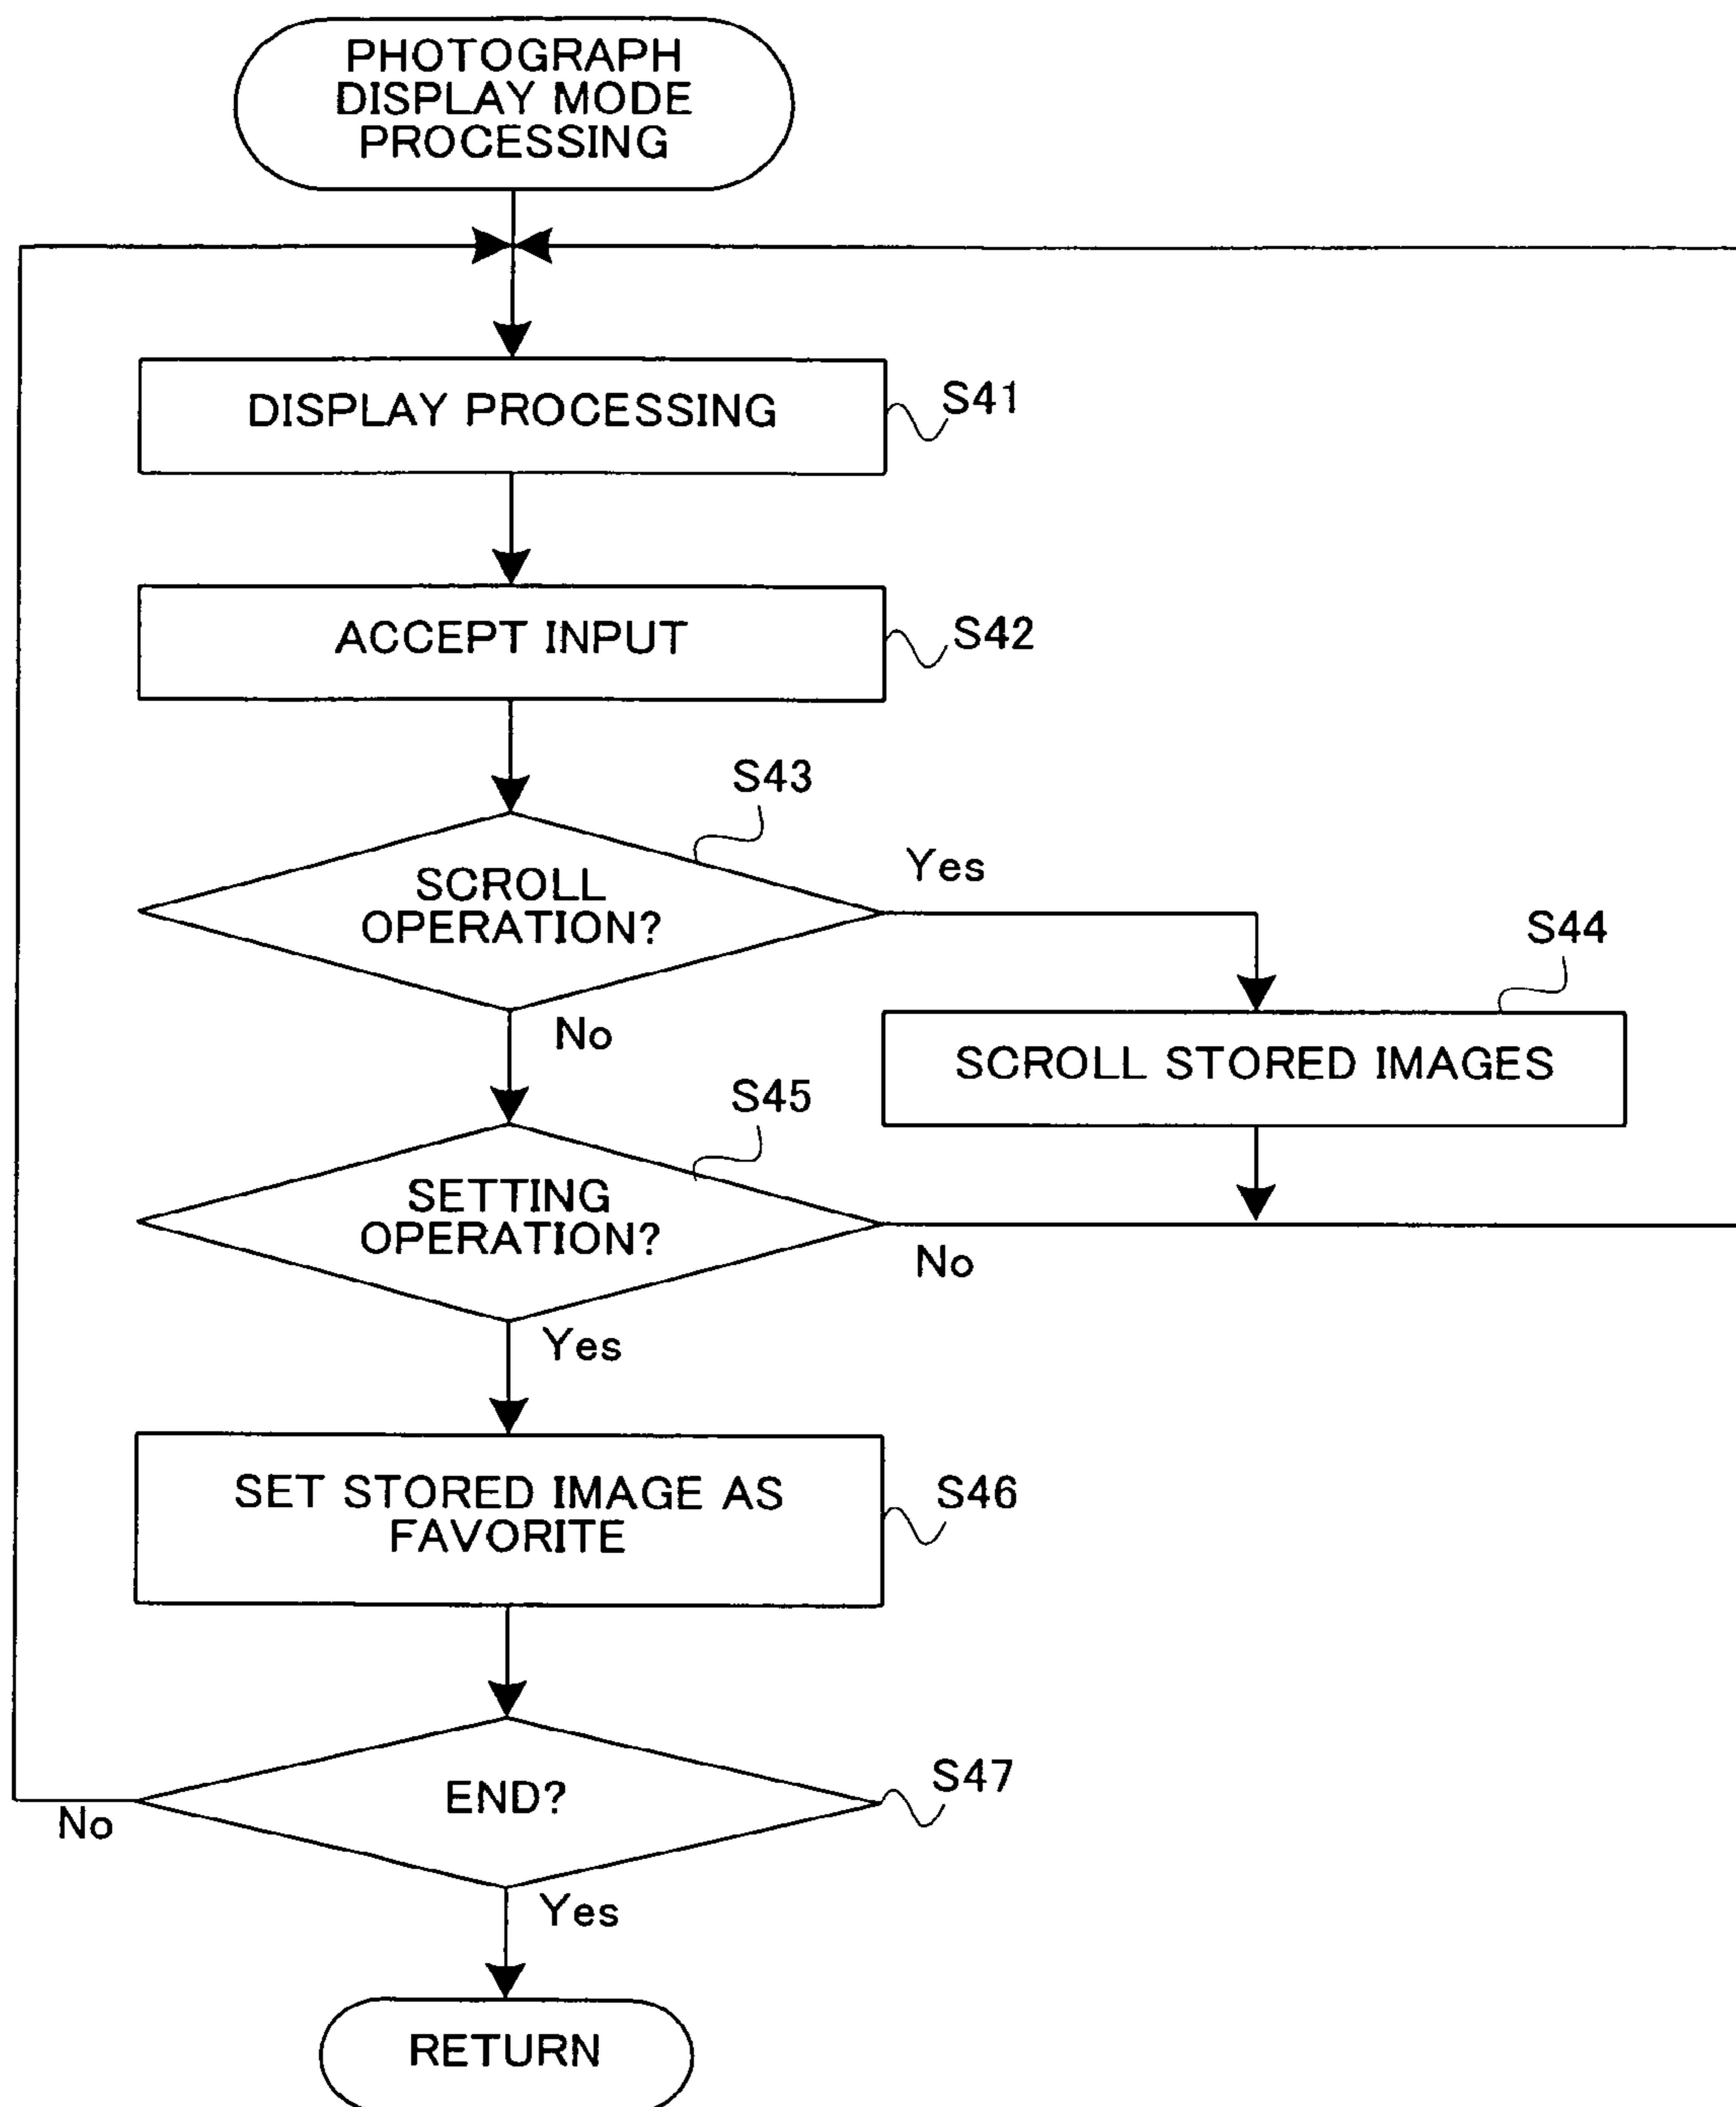 PHOTOGRAPH
DISPLAY MODE
PROCESSING
DISPLAY PROCESSING
S41
ACCEPT INPUT
S42
S43
SCROLL
OPERATION?
Yes
No
S44
SCROLL STORED IMAGES
S45
SETTING
OPERATION?
No
Yes
SET STORED IMAGE AS
FAVORITE
S46
END?
S47
No
Yes
RETURN